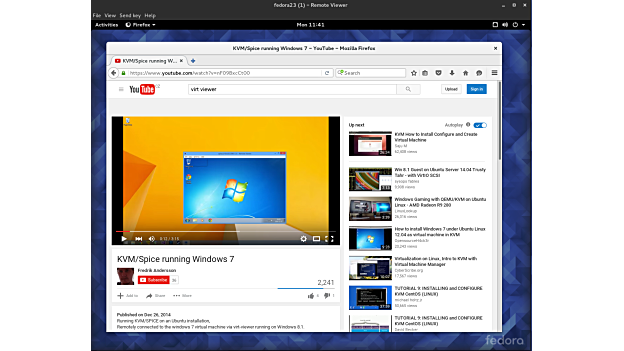 fedora23 (1) - Remote Viewer
File View Send key Help
Activities Firefox Mon 11:41
KVM/Spice running Windows 7 - YouTube - Mozilla Firefox
KVM/Spice running W...
Search
YouTube
virt viewer
Upload Sign in
Up next Autoplay
KVM How to Install Configure and Create
Virtual Machine
Win 8.1 Guest on Ubuntu Server 14.04 Trusty
Tahr - with VirtIO SCSI
Windows Gaming with QEMU/KVM on Ubuntu
Linux - AMD Radeon R9 280
How to install Windows 7 under Ubuntu Linux
12.04 as virtual machine in KVM
Virtualization on Linux, Intro to KVM with
Virtual Machine Manager
TUTORIAL 9: INSTALLING and CONFIGURE
KVM CentOS (LINUX)
TUTORIAL 9: INSTALLING and CONFIGURE
KVM CentOS (LINUX)
KVM/Spice running Windows 7
Fredrik Andersson
Subscribe
2,241
Add to Share More
Published on Dec 26, 2014
Running KVM/SPICE on an Ubuntu installation,
Remotely connected to the windows 7 virtual machine via virt-viewer running on Windows 8.1.
fedora